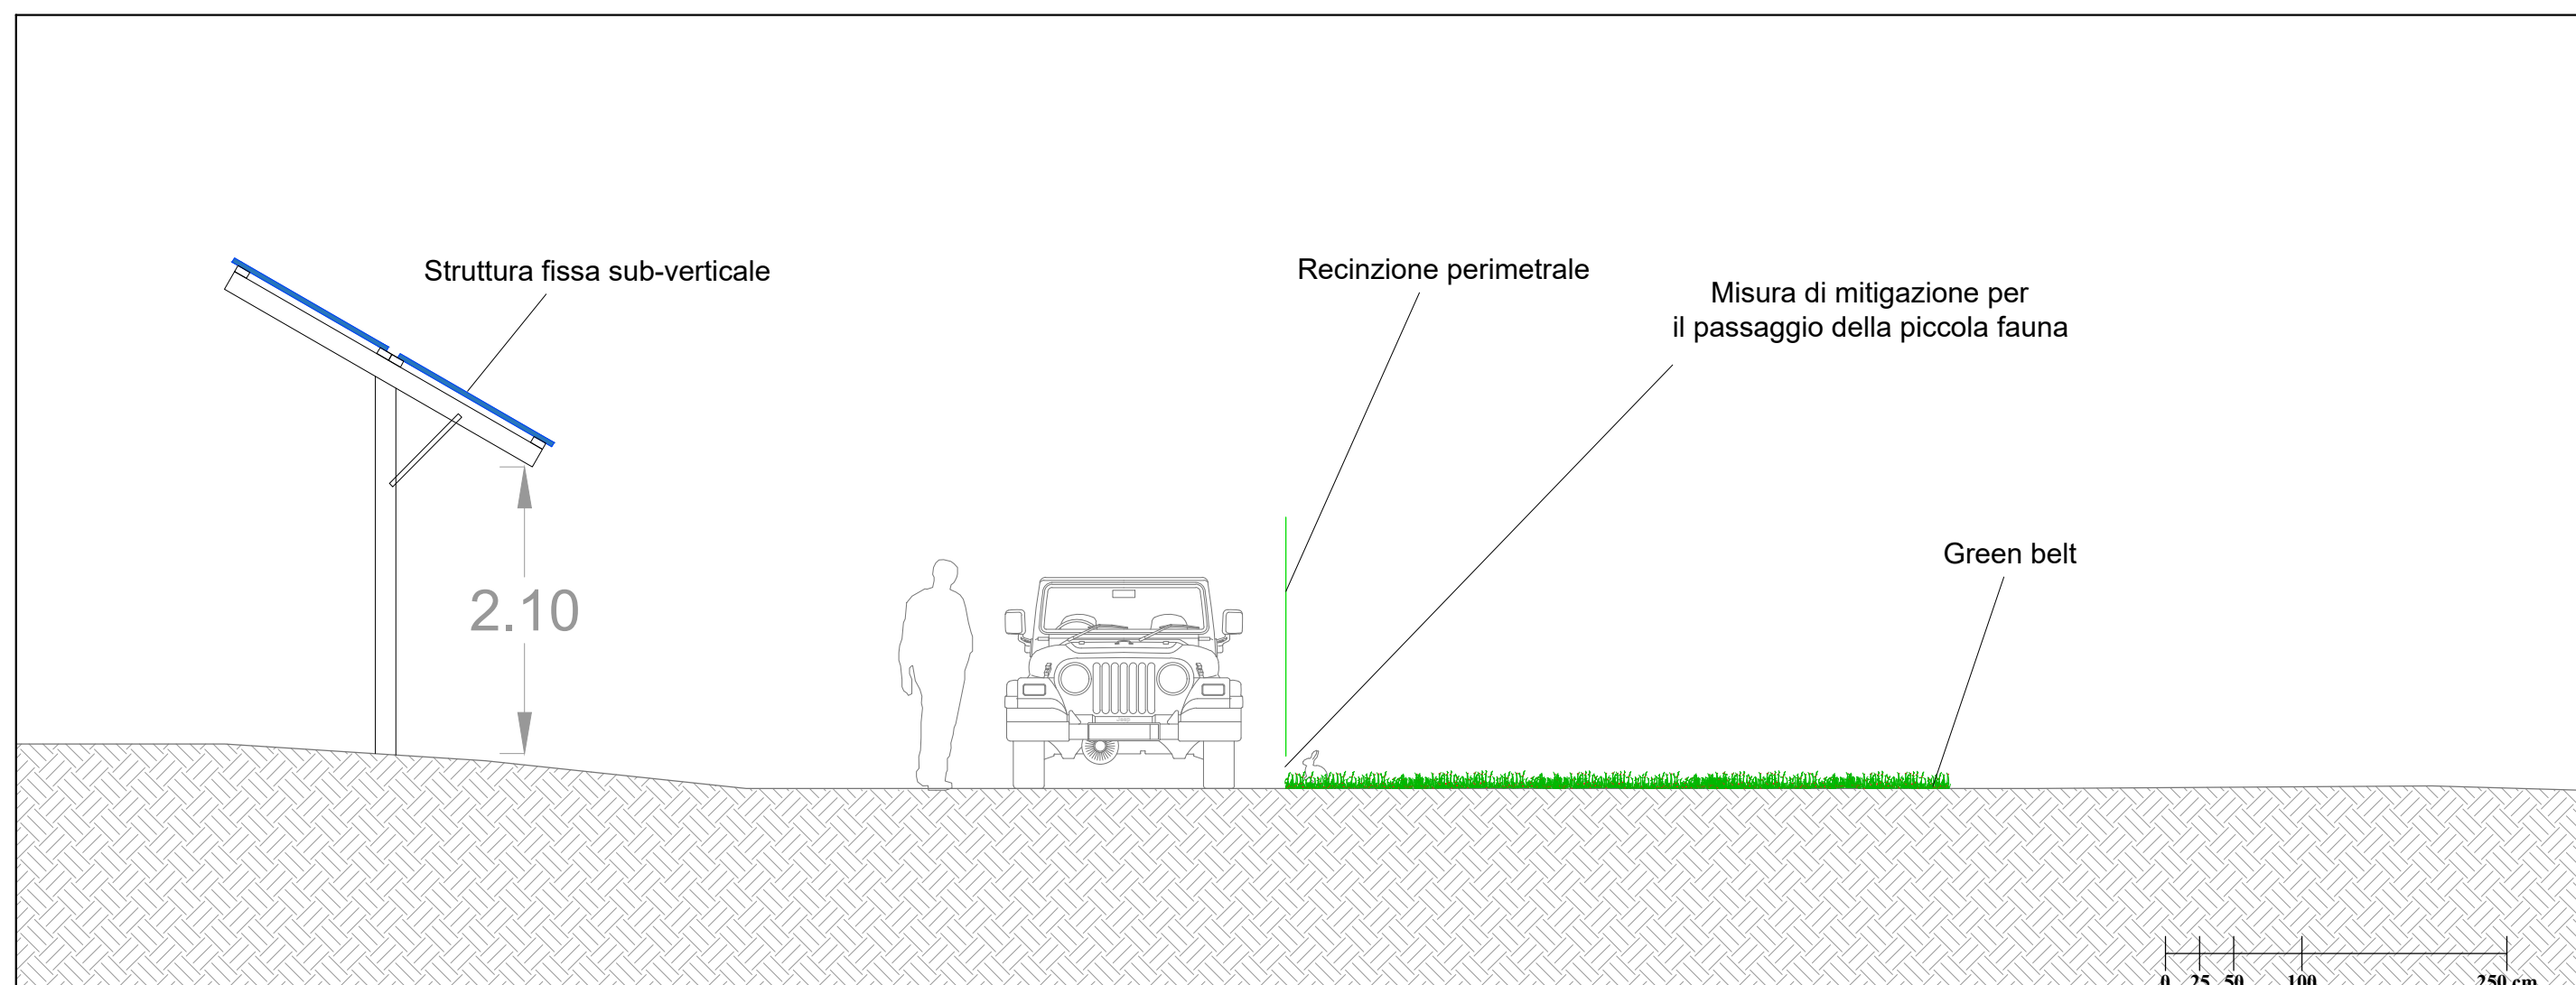 Struttura fissa sub-verticale
Recinzione perimetrale
Misura di mitigazione per
il passaggio della piccola fauna
Green belt
2.10
Jeep
0 25 50 100 250 cm